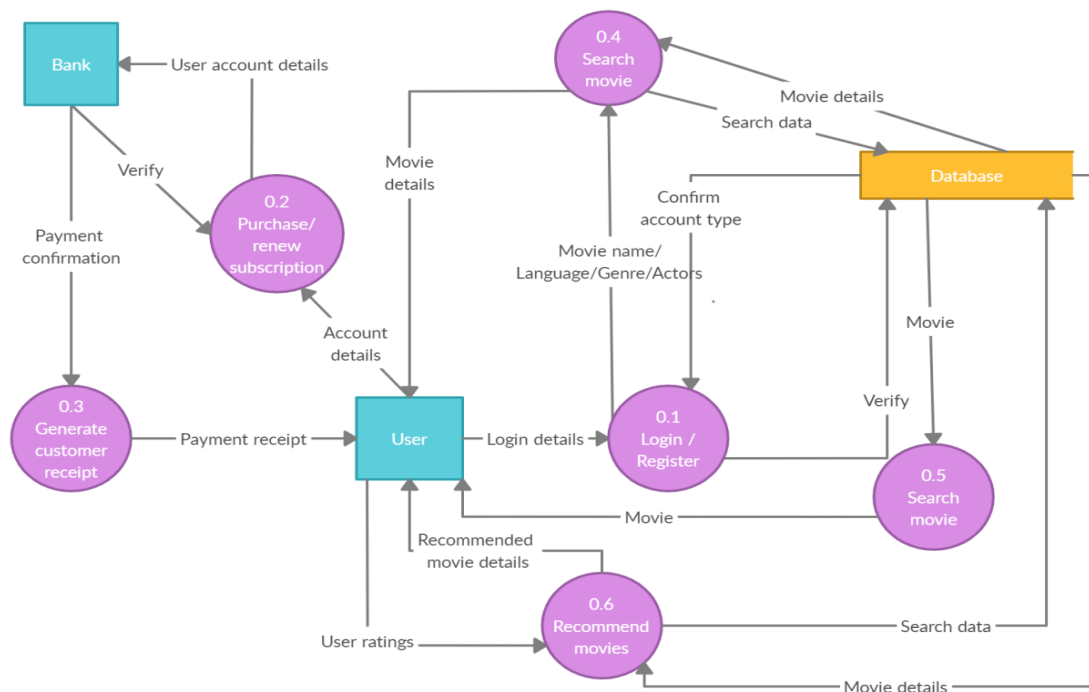 Bank
User account details
0.4
Search
movie
Movie details
Search data
Verify
Movie
details
Database
0.2
Purchase/
renew
subscription
Confirm
account type
Payment
confirmation
Movie name/
Language/Genre/Actors
.
Movie
Account
details
Verify
0.3
Generate
customer
receipt
Payment receipt
User
Login details
0.1
Login /
Register
0.5
Search
movie
Movie
Recommended
movie details
0.6
Recommend
movies
User ratings
Search data
Movie details